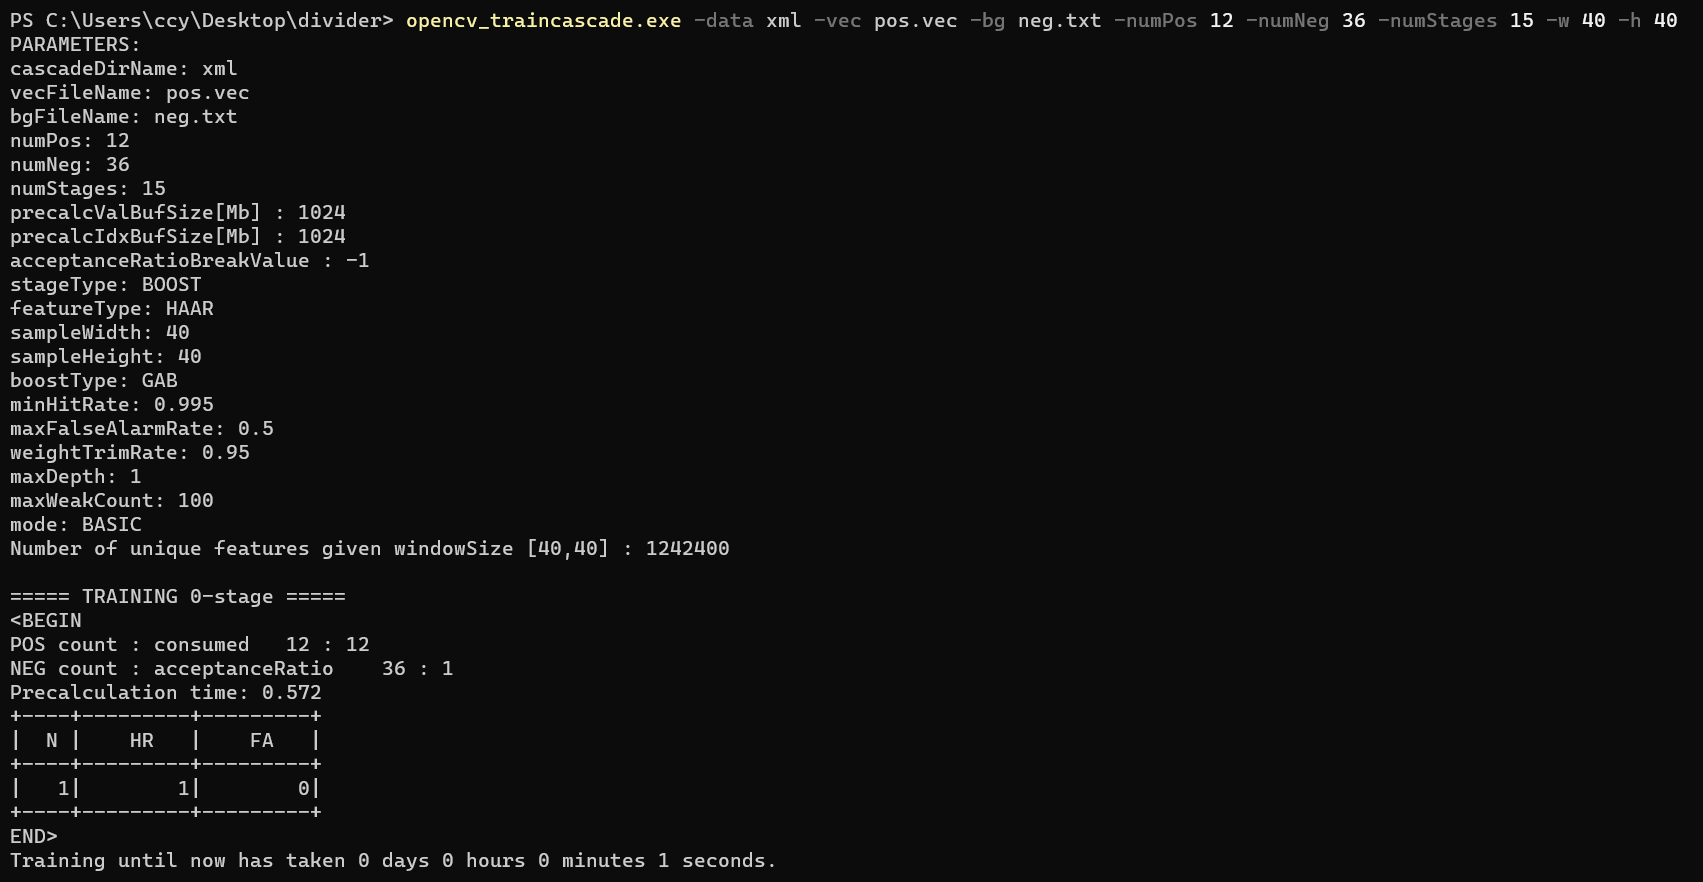 PS C:\Users\ccy\Desktop\divider> opencv_traincascade.exe -data xml -vec pos.vec -bg neg.txt -numPos 12 -numNeg 36 -numStages 15 -w 40 -h 40
PARAMETERS:
cascadeDirName: xml
vecFileName: pos.vec
bgFileName: neg.txt
numPos: 12
numNeg: 36
numStages: 15
precalcValBufSize[Mb] : 1024
precalcIdxBufSize[Mb] : 1024
acceptanceRatioBreakValue : -1
stageType: BOOST
featureType: HAAR
sampleWidth: 40
sampleHeight: 40
boostType: GAB
minHitRate: 0.995
maxFalseAlarmRate: 0.5
weightTrimRate: 0.95
maxDepth: 1
maxWeakCount: 100
mode: BASIC
Number of unique features given windowSize [40,40] : 1242400

===== TRAINING 0-stage =====
<BEGIN
POS count : consumed   12 : 12
NEG count : acceptanceRatio    36 : 1
Precalculation time: 0.572
+----+---------+---------+
|  N |    HR   |    FA   |
+----+---------+---------+
|   1|        1|        0|
+----+---------+---------+
END>
Training until now has taken 0 days 0 hours 0 minutes 1 seconds.